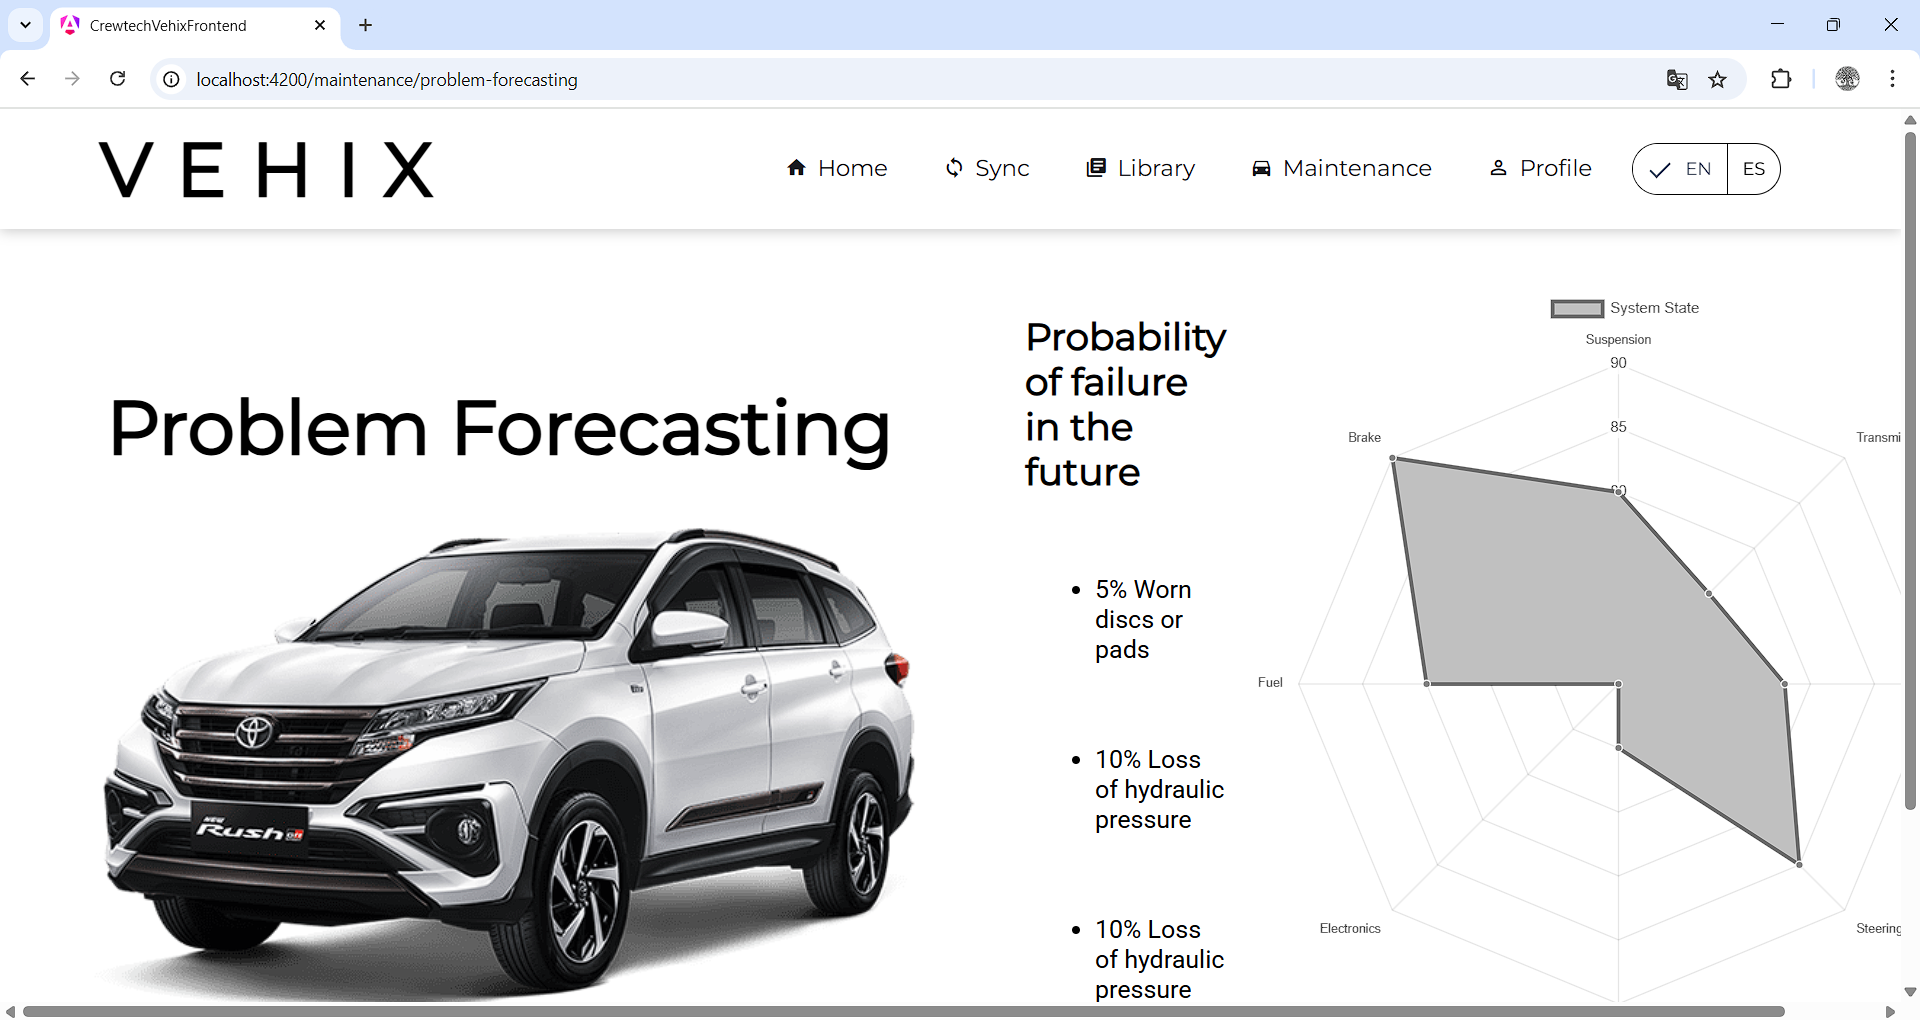 CrewtechVehixFrontend
localhost:4200/maintenance/problem-forecasting
VEHIX
Home
Sync
Library
Maintenance
Profile
EN
ES
Problem Forecasting
NEW
Rush GR
Probability
of failure
in the
future
5% Worn
discs or
pads
10% Loss
of hydraulic
pressure
10% Loss
of hydraulic
pressure
System State
Suspension
90
85
80
Brake
Transmi
Fuel
Electronics
Steering